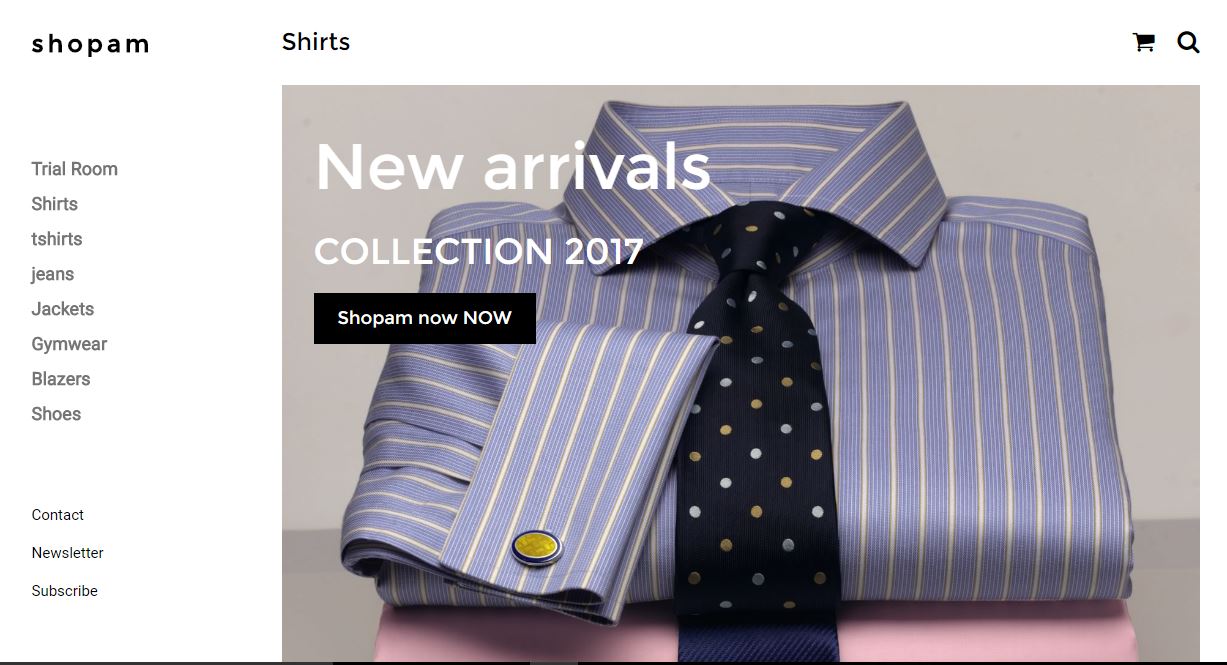 shopam
Shirts
Trial Room
Shirts
tshirts
jeans
Jackets
Gymwear
Blazers
Shoes
Contact
Newsletter
Subscribe
New arrivals
COLLECTION 2017
Shopam now NOW